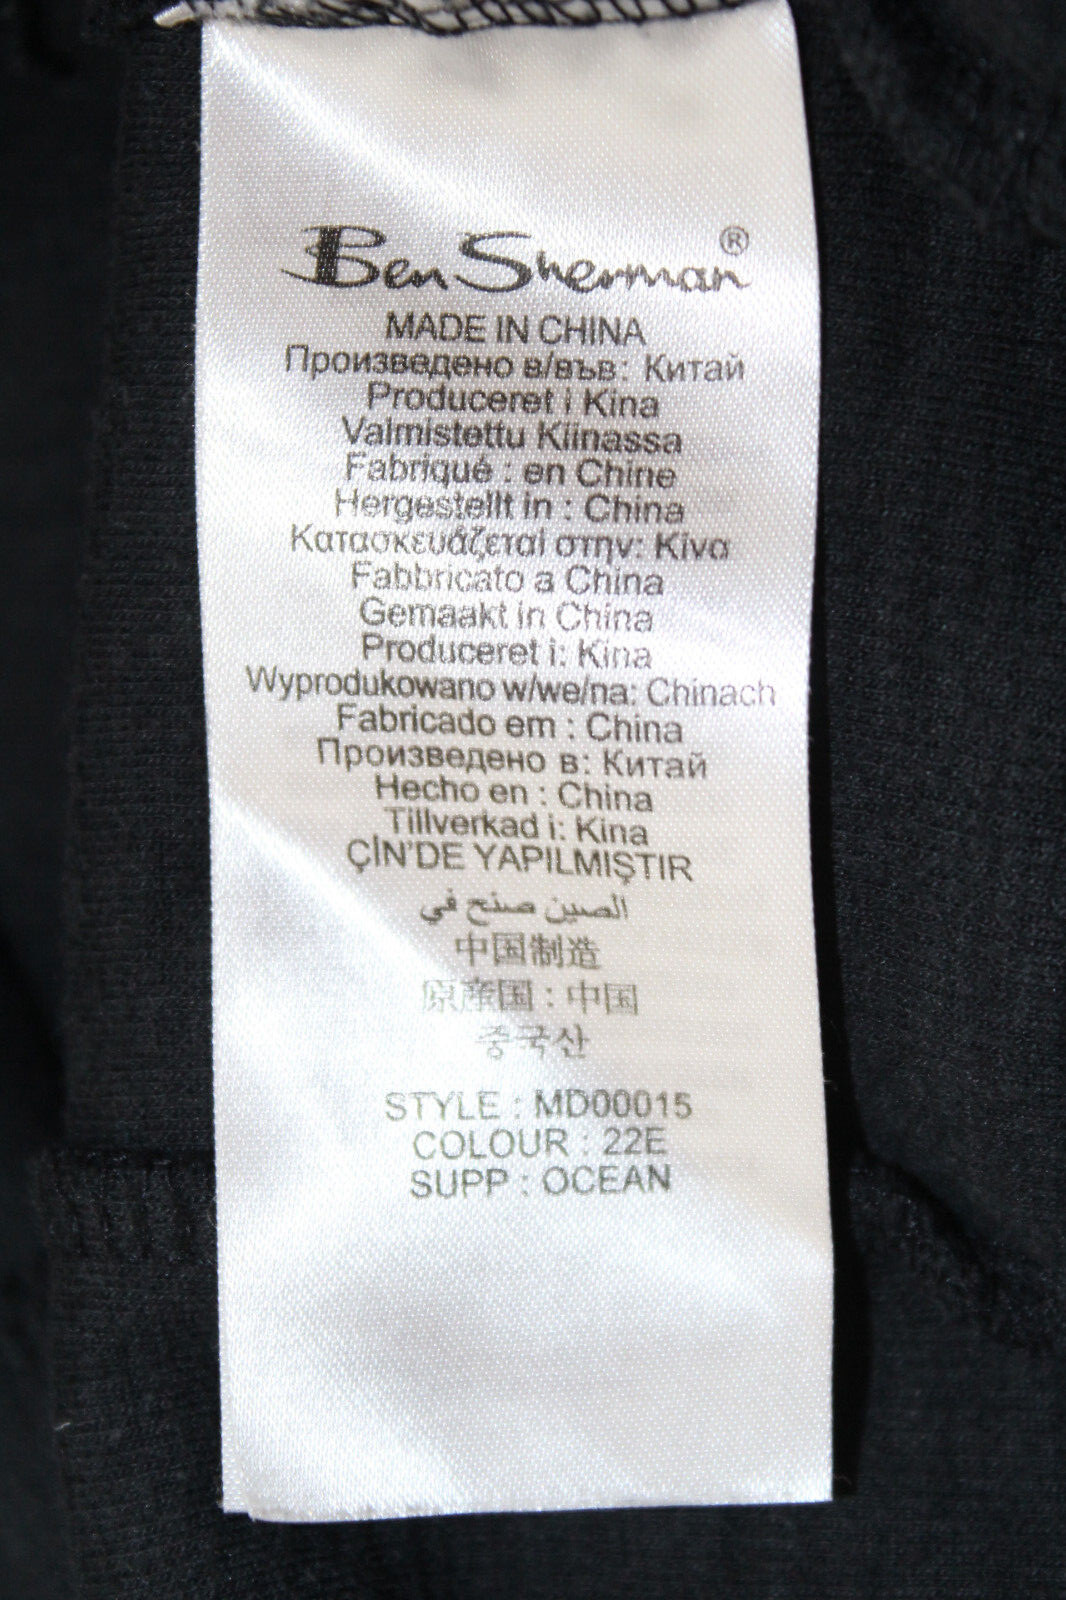 Ben Sherman®
MADE IN CHINA
Произведено в/във: Китай
Produceret i Kina
Valmistettu Kiinassa
Fabriqué : en Chine
Hergestellt in : China
Κατασκευάζεται στην: Κίνα
Fabbricato a China
Gemaakt in China
Produceret i: Kina
Wyprodukowano w/we/na: Chinach
Fabricado em : China
Произведено в: Китай
Hecho en : China
Tillverkad i: Kina
ÇİN'DE YAPILMIŞTIR
الصين صنح في
中国制造
原産国 : 中国
중국산
STYLE : MD00015
COLOUR : 22E
SUPP : OCEAN